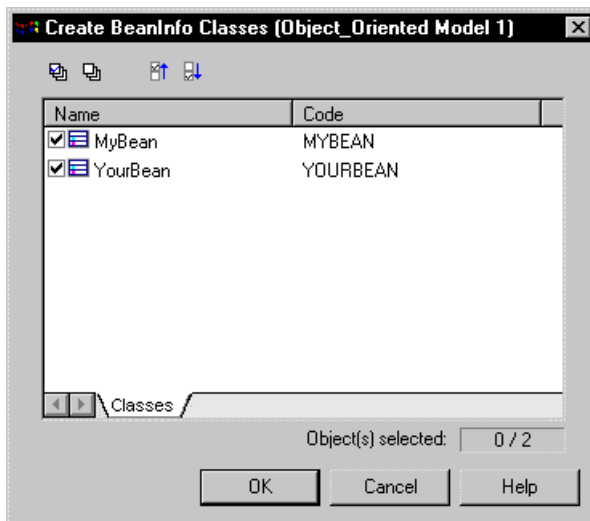 Create BeanInfo Classes (Object_Oriented Model 1)
Name Code
MyBean MYBEAN
YourBean YOURBEAN
Classes
Object(s) selected: 0 / 2
OK Cancel Help